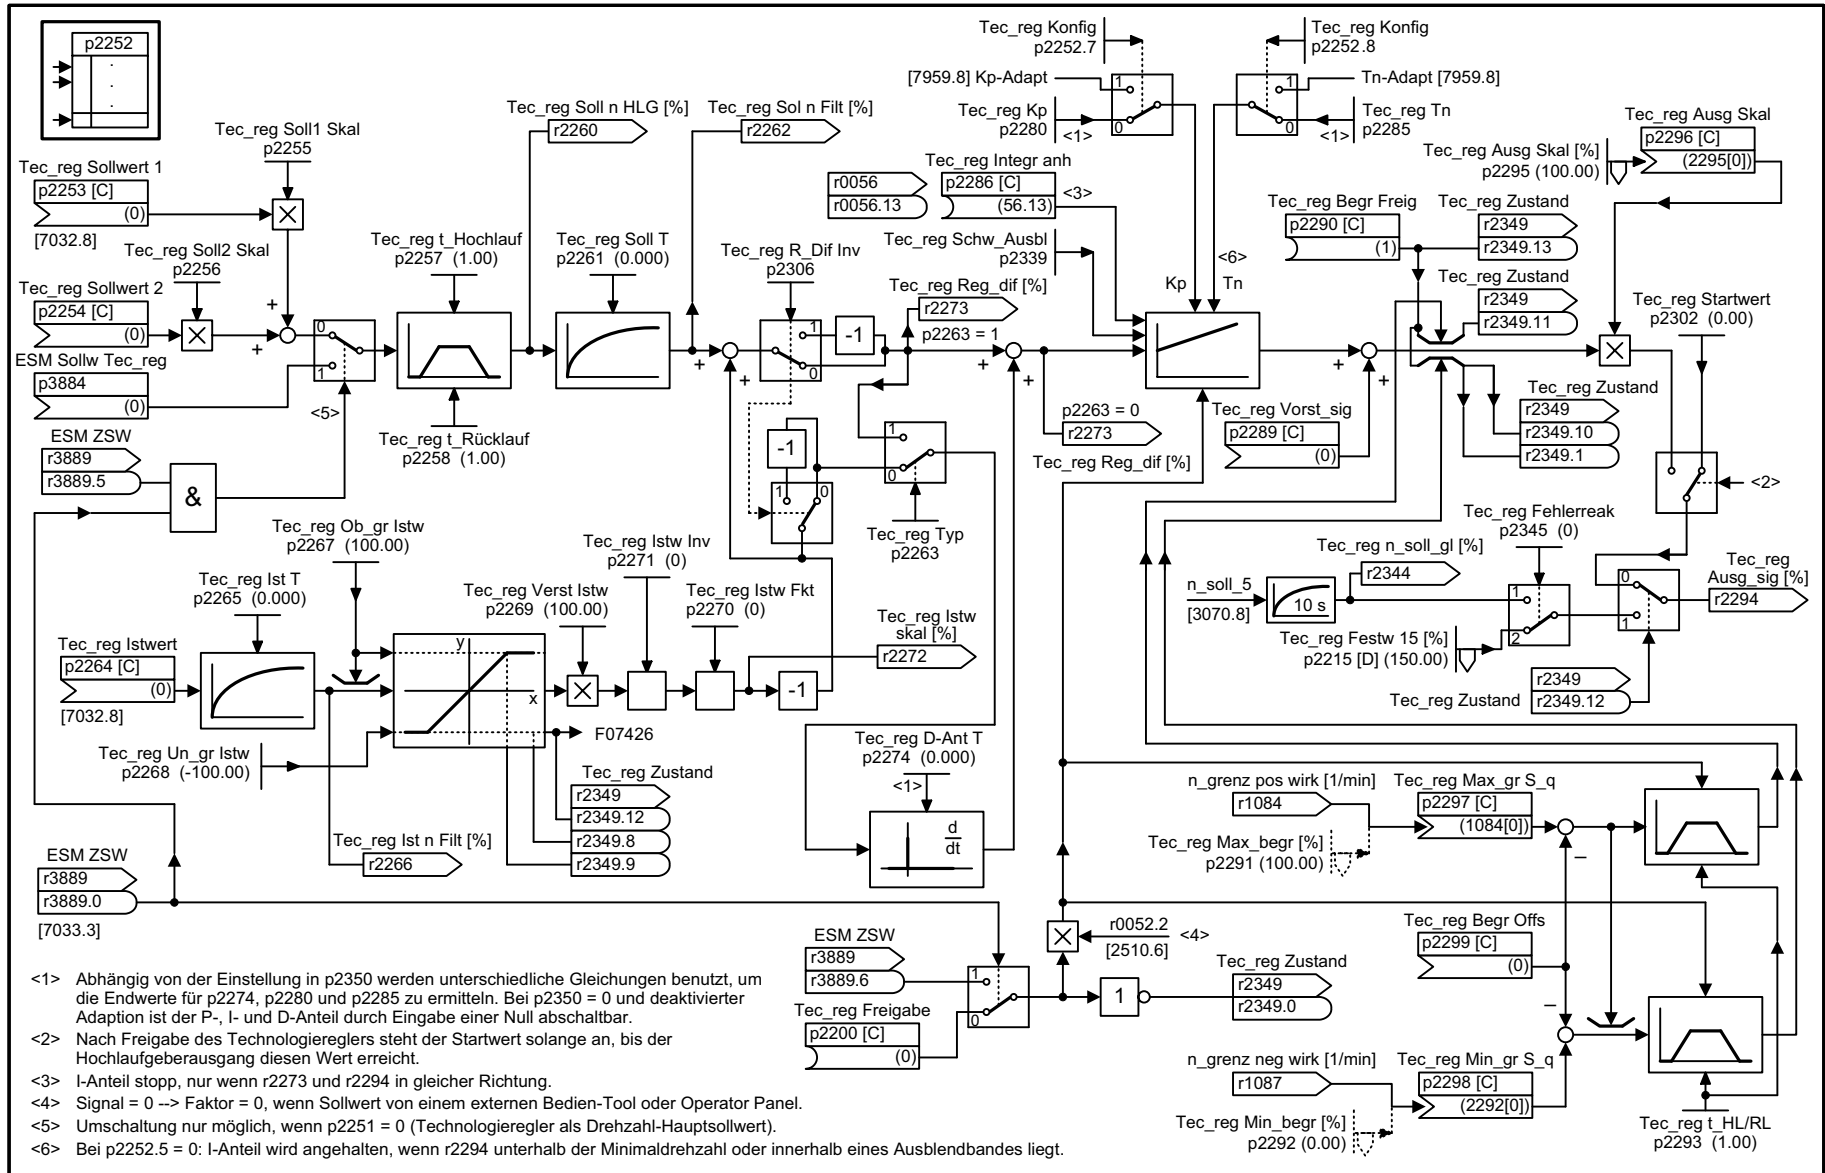 p2252
Tec_reg Soll1 Skal
p2255
Tec_reg Sollwert 1
p2253 [C]
(0)
[7032.8]
Tec_reg Soll2 Skal
p2256
Tec_reg Sollwert 2
p2254 [C]
(0)
+
+
ESM Sollw Tec_reg
p3884
(0)
0
1
<5>
ESM ZSW
r3889
r3889.5
&
Tec_reg t_Hochlauf
p2257 (1.00)
Tec_reg t_Rücklauf
p2258 (1.00)
Tec_reg Soll n HLG [%]
r2260
Tec_reg Soll T
p2261 (0.000)
Tec_reg Sol n Filt [%]
r2262
+
+
Tec_reg R_Dif Inv
p2306
1
0
-1
Tec_reg Reg_dif [%]
r2273
p2263 = 1
+
+
-1
1
0
1
0
Tec_reg Typ
p2263
r0056
r0056.13
Tec_reg Integr anh
p2286 [C]
(56.13)
<3>
Tec_reg Schw_Ausbl
p2339
Tec_reg Konfig
p2252.7
[7959.8] Kp-Adapt
Tec_reg Kp
p2280
<1>
1
0
Tec_reg Konfig
p2252.8
Tn-Adapt [7959.8]
Tec_reg Tn
p2285
<1>
1
0
<6>
Kp
Tn
p2263 = 0
r2273
Tec_reg Reg_dif [%]
Tec_reg Vorst_sig
p2289 [C]
(0)
+
+
Tec_reg Ausg Skal
p2296 [C]
(2295[0])
Tec_reg Ausg Skal [%]
p2295 (100.00)
Tec_reg Begr Freig
p2290 [C]
(1)
Tec_reg Zustand
r2349
r2349.13
Tec_reg Zustand
r2349
r2349.11
Tec_reg Zustand
r2349
r2349.10
r2349.1
Tec_reg Startwert
p2302 (0.00)
<2>
Tec_reg Fehlerreak
p2345 (0)
Tec_reg n_soll_gl [%]
r2344
n_soll_5
[3070.8]
10 s
1
2
Tec_reg Festw 15 [%]
p2215 [D] (150.00)
0
1
Tec_reg
Ausg_sig [%]
r2294
r2349
Tec_reg Zustand
r2349.12
Tec_reg Ob_gr Istw
p2267 (100.00)
Tec_reg Ist T
p2265 (0.000)
Tec_reg Istwert
p2264 [C]
(0)
[7032.8]
Tec_reg Un_gr Istw
p2268 (-100.00)
y
x
F07426
Tec_reg Verst Istw
p2269 (100.00)
Tec_reg Istw Inv
p2271 (0)
Tec_reg Istw Fkt
p2270 (0)
Tec_reg Istw
skal [%]
r2272
-1
Tec_reg Zustand
r2349
r2349.12
r2349.8
r2349.9
Tec_reg Ist n Filt [%]
r2266
Tec_reg D-Ant T
p2274 (0.000)
<1>
d
dt
ESM ZSW
r3889
r3889.0
[7033.3]
ESM ZSW
r3889
r3889.6
Tec_reg Freigabe
p2200 [C]
(0)
1
0
r0052.2
[2510.6]
<4>
1
Tec_reg Zustand
r2349
r2349.0
n_grenz pos wirk [1/min]
r1084
Tec_reg Max_gr S_q
p2297 [C]
(1084[0])
Tec_reg Max_begr [%]
p2291 (100.00)
–
Tec_reg Begr Offs
p2299 [C]
(0)
–
n_grenz neg wirk [1/min]
r1087
Tec_reg Min_gr S_q
p2298 [C]
(2292[0])
Tec_reg Min_begr [%]
p2292 (0.00)
Tec_reg t_HL/RL
p2293 (1.00)
<1> Abhängig von der Einstellung in p2350 werden unterschiedliche Gleichungen benutzt, um
die Endwerte für p2274, p2280 und p2285 zu ermitteln. Bei p2350 = 0 und deaktivierter
Adaption ist der P-, I- und D-Anteil durch Eingabe einer Null abschaltbar.
<2> Nach Freigabe des Technologiereglers steht der Startwert solange an, bis der
Hochlaufgeberausgang diesen Wert erreicht.
<3> I-Anteil stopp, nur wenn r2273 und r2294 in gleicher Richtung.
<4> Signal = 0 --> Faktor = 0, wenn Sollwert von einem externen Bedien-Tool oder Operator Panel.
<5> Umschaltung nur möglich, wenn p2251 = 0 (Technologieregler als Drehzahl-Hauptsollwert).
<6> Bei p2252.5 = 0: I-Anteil wird angehalten, wenn r2294 unterhalb der Minimaldrehzahl oder innerhalb eines Ausblendbandes liegt.